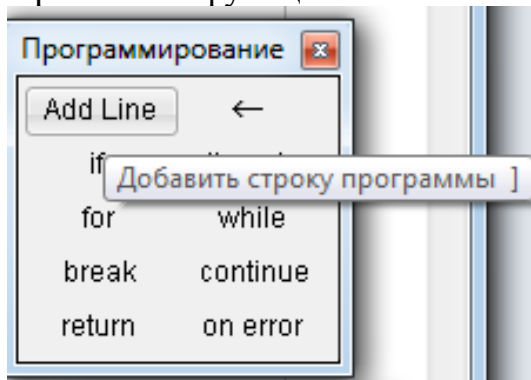 Программирование
Add Line ←
if
Добавить строку программы ]
for while
break continue
return on error